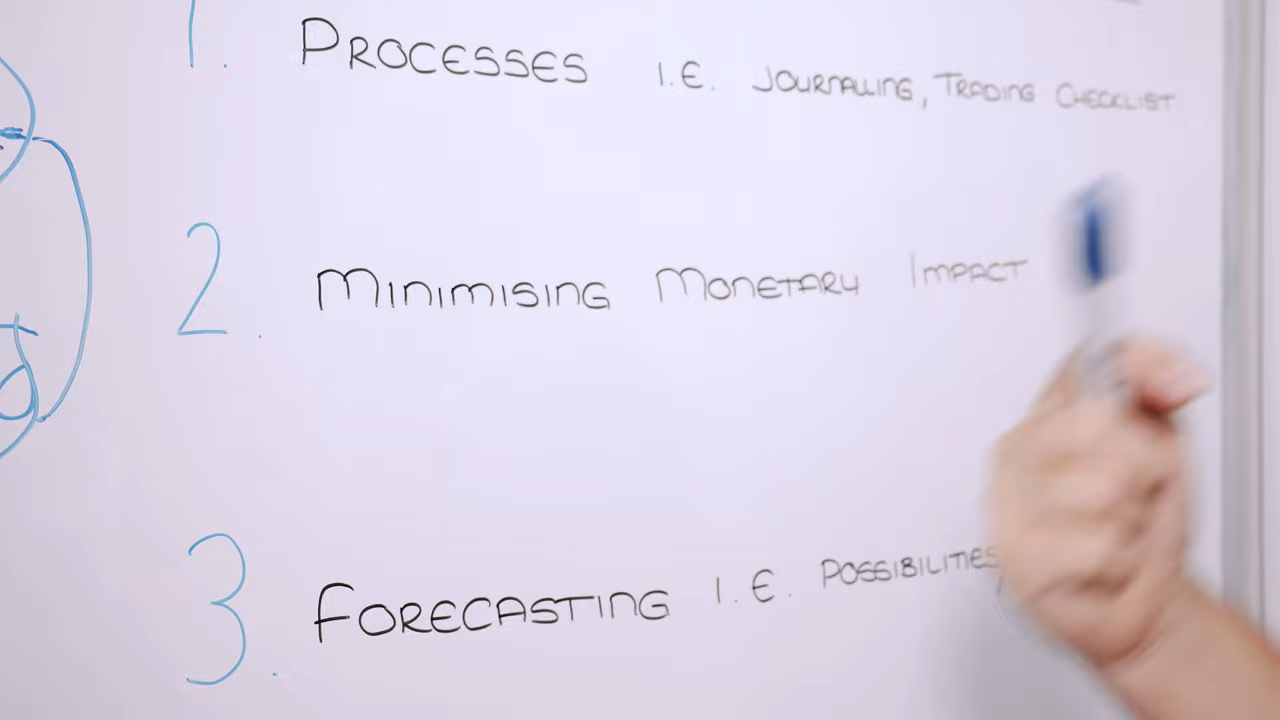 1. PROCESSES I.E. JOURNALLING, TRADING CHECKLIST
2. MINIMISING MONETARY IMPACT
3. FORECASTING I.E. POSSIBILITIES,